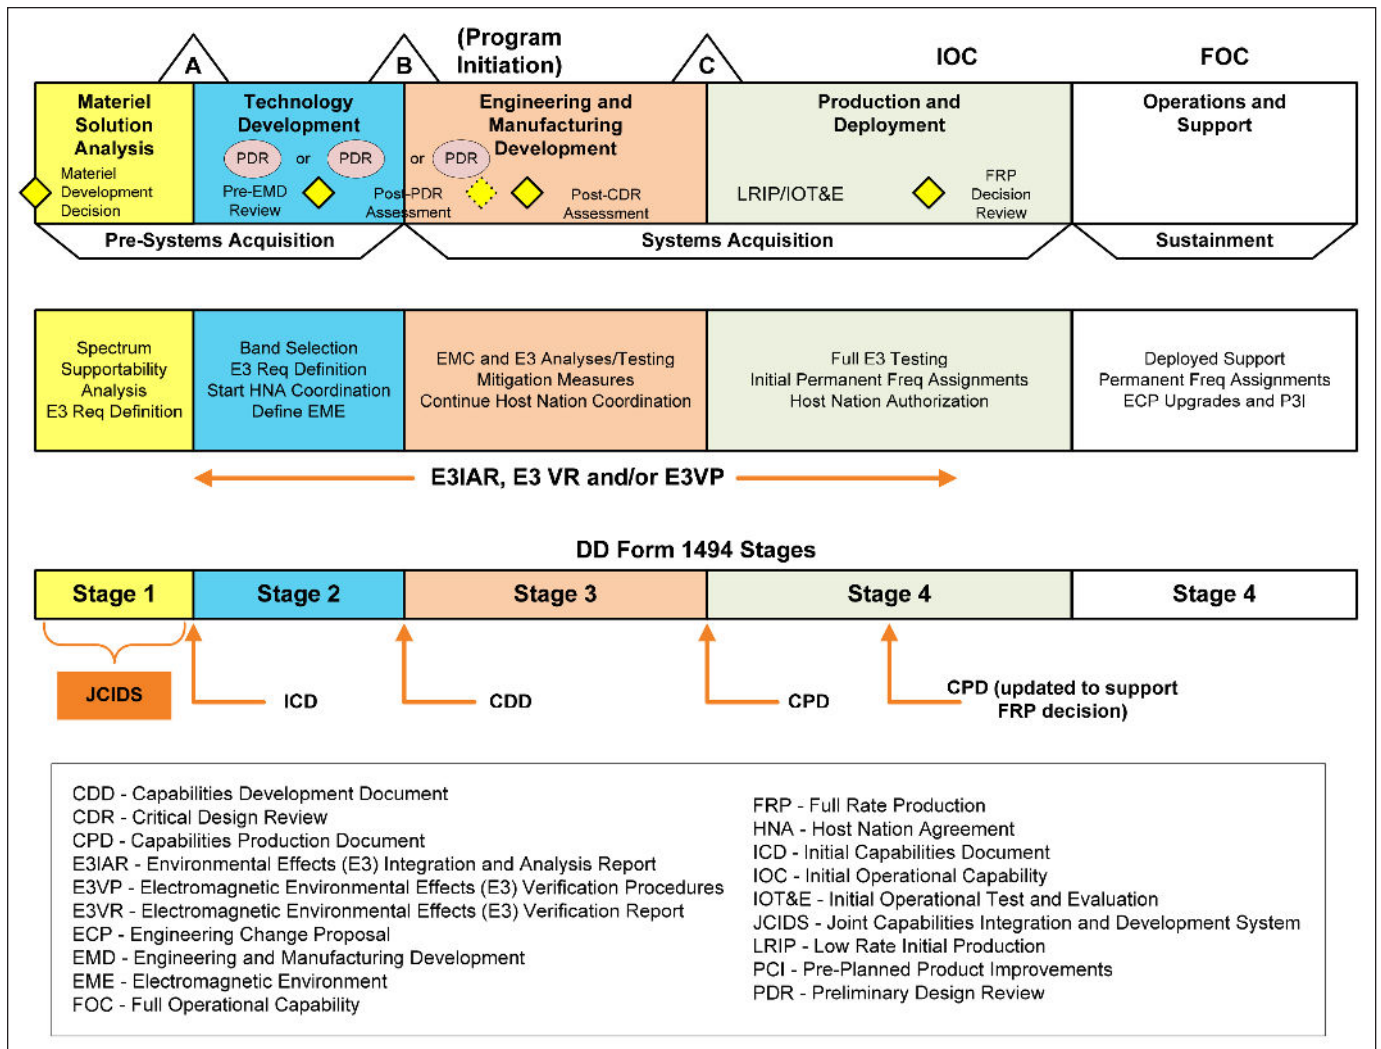 A
B
(Program
Initiation)
C
IOC
FOC
Materiel
Solution
Analysis
Materiel
Development
Decision
Technology
Development
PDR or PDR or PDR
Pre-EMD
Review
Post-PDR
Assessment
Engineering and
Manufacturing
Development
Post-CDR
Assessment
Production and
Deployment
LRIP/IOT&E
FRP
Decision
Review
Operations and
Support
Pre-Systems Acquisition
Systems Acquisition
Sustainment
Spectrum
Supportability
Analysis
E3 Req Definition
Band Selection
E3 Req Definition
Start HNA Coordination
Define EME
EMC and E3 Analyses/Testing
Mitigation Measures
Continue Host Nation Coordination
Full E3 Testing
Initial Permanent Freq Assignments
Host Nation Authorization
Deployed Support
Permanent Freq Assignments
ECP Upgrades and P3I
E3IAR, E3 VR and/or E3VP
DD Form 1494 Stages
Stage 1
Stage 2
Stage 3
Stage 4
Stage 4
JCIDS
ICD
CDD
CPD
CPD (updated to support
FRP decision)
CDD - Capabilities Development Document
CDR - Critical Design Review
CPD - Capabilities Production Document
E3IAR - Environmental Effects (E3) Integration and Analysis Report
E3VP - Electromagnetic Environmental Effects (E3) Verification Procedures
E3VR - Electromagnetic Environmental Effects (E3) Verification Report
ECP - Engineering Change Proposal
EMD - Engineering and Manufacturing Development
EME - Electromagnetic Environment
FOC - Full Operational Capability
FRP - Full Rate Production
HNA - Host Nation Agreement
ICD - Initial Capabilities Document
IOC - Initial Operational Capability
IOT&E - Initial Operational Test and Evaluation
JCIDS - Joint Capabilities Integration and Development System
LRIP - Low Rate Initial Production
PCI - Pre-Planned Product Improvements
PDR - Preliminary Design Review